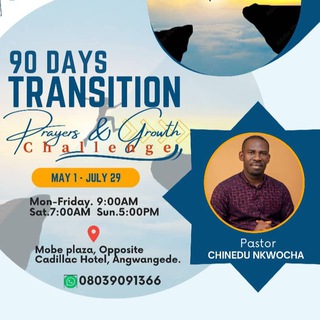 90 DAYS
TRANSITION
Prayers & Growth
Challenge
MAY 1 - JULY 29
Mon-Friday. 9:00AM
Sat.7:00AM Sun.5:00PM
Mobe plaza, Opposite
Cadillac Hotel, Angwangede.
08039091366
Pastor
CHINEDU NKWOCHA